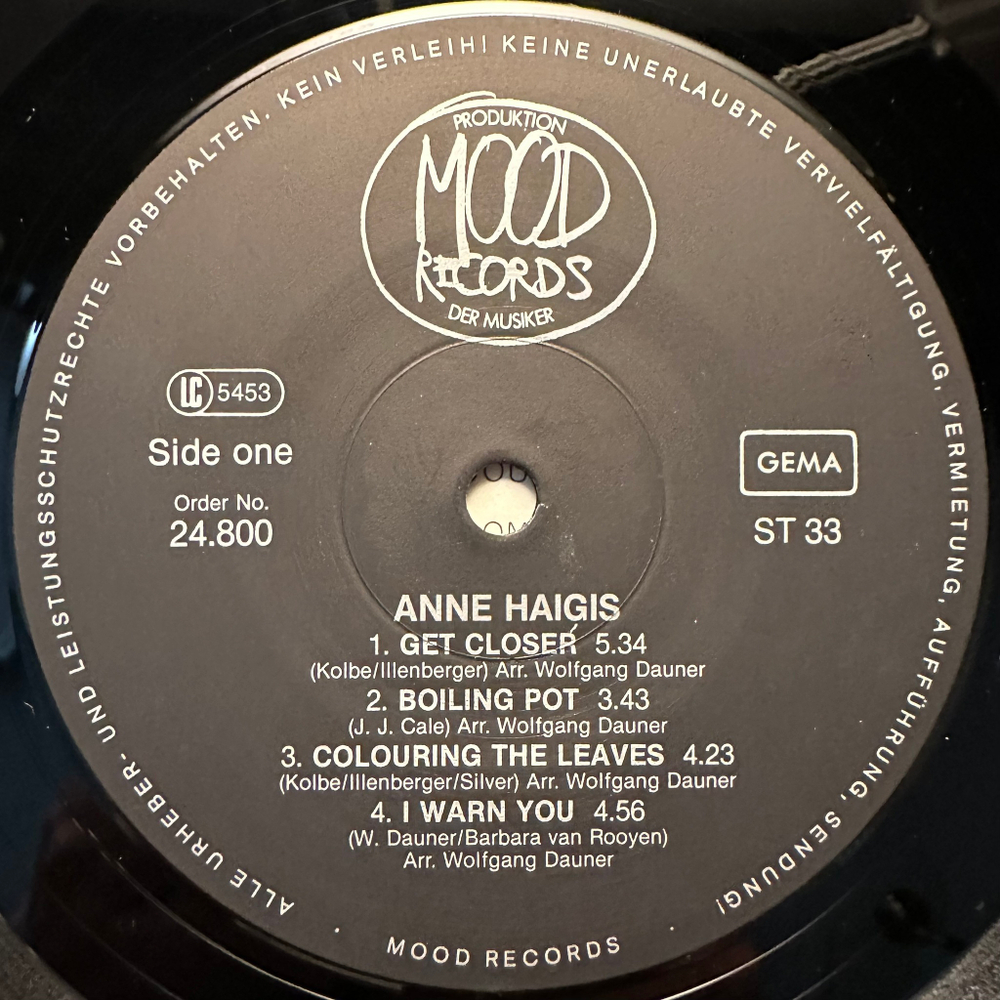 ALLE URHEBER- UND LEISTUNGSSCHUTZRECHTE VORBEHALTEN. KEIN VERLEIH! KEINE UNERLAUBTE VERVIELFÄLTIGUNG, VERMIETUNG, AUFFÜHRUNG, SENDUNG!
PRODUKTION
MOOD
RECORDS
DER MUSIKER
LC 5453
Side one
Order No.
24.800
GEMA
ST 33
ANNE HAIGIS
1. GET CLOSER 5.34
(Kolbe/Illenberger) Arr. Wolfgang Dauner
2. BOILING POT 3.43
(J. J. Cale) Arr. Wolfgang Dauner
3. COLOURING THE LEAVES 4.23
(Kolbe/Illenberger/Silver) Arr. Wolfgang Dauner
4. I WARN YOU 4.56
(W. Dauner/Barbara van Rooyen)
Arr. Wolfgang Dauner
· MOOD RECORDS ·